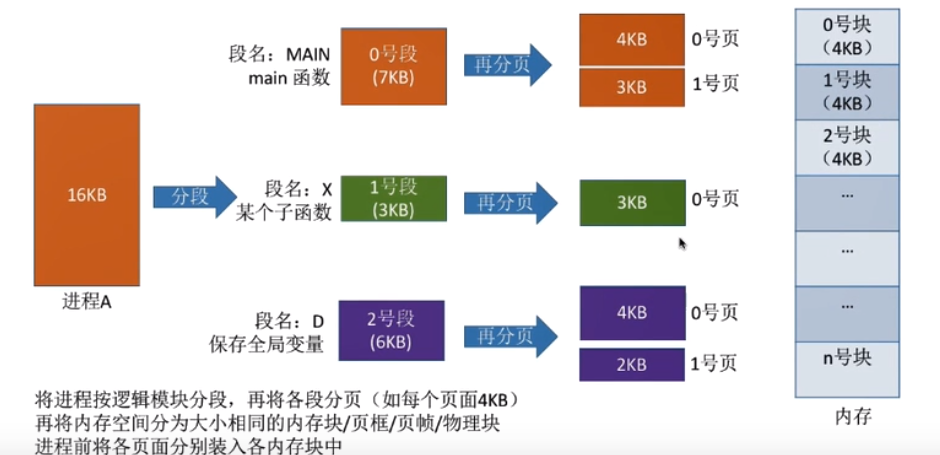 段名：MAIN
main 函数
0号段
(7KB)
再分页
4KB
0号页
3KB
1号页
16KB
进程A
分段
段名：X
某个子函数
1号段
(3KB)
再分页
3KB
0号页
段名：D
保存全局变量
2号段
(6KB)
再分页
4KB
0号页
2KB
1号页
0号块
（4KB）
1号块
（4KB）
2号块
（4KB）
...
...
...
n号块
内存
将进程按逻辑模块分段，再将各段分页（如每个页面4KB）
再将内存空间分为大小相同的内存块/页框/页帧/物理块
进程前将各页面分别装入各内存块中